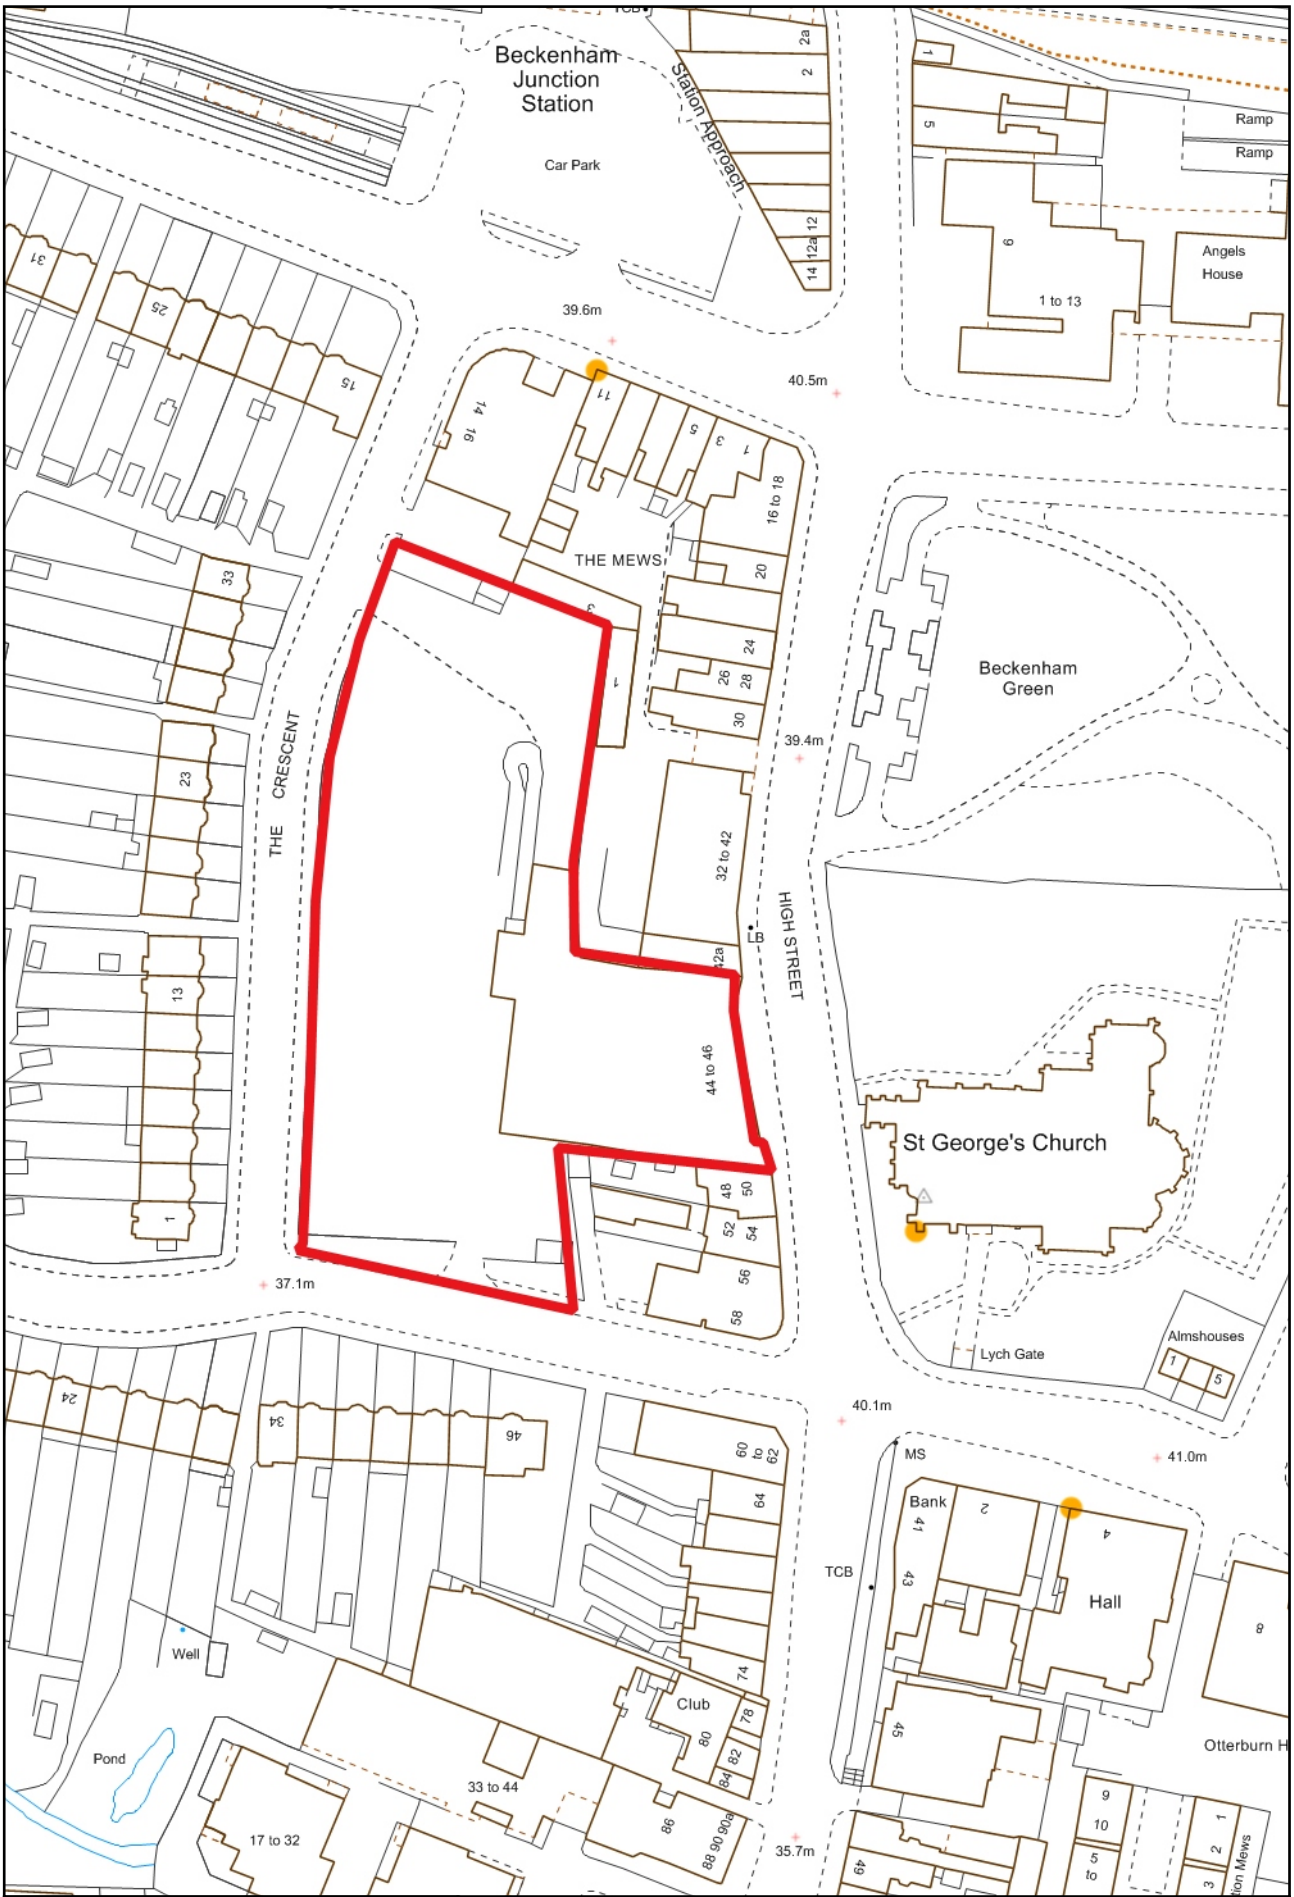 TCB
Beckenham
Junction
Station
Station Approach
Car Park
2a
2
12
12a
14
1
5
Ramp
Ramp
9
1 to 13
Angels
House
31
25
15
39.6m
40.5m
14
16
11
5
3
1
16 to 18
THE MEWS
20
33
3
24
26
28
30
1
Beckenham
Green
THE CRESCENT
23
39.4m
32 to 42
HIGH STREET
LB
42a
13
44 to 46
St George's Church
48
50
52
54
56
58
1
37.1m
Lych Gate
Almshouses
1
5
24
34
46
40.1m
60
to
62
64
MS
41.0m
Bank
41
43
2
4
Hall
8
TCB
Well
74
Club
78
80
82
84
45
Otterburn H
Pond
33 to 44
17 to 32
86
88 90 90a
35.7m
49
9
10
5
to
1
2
3
tion Mews